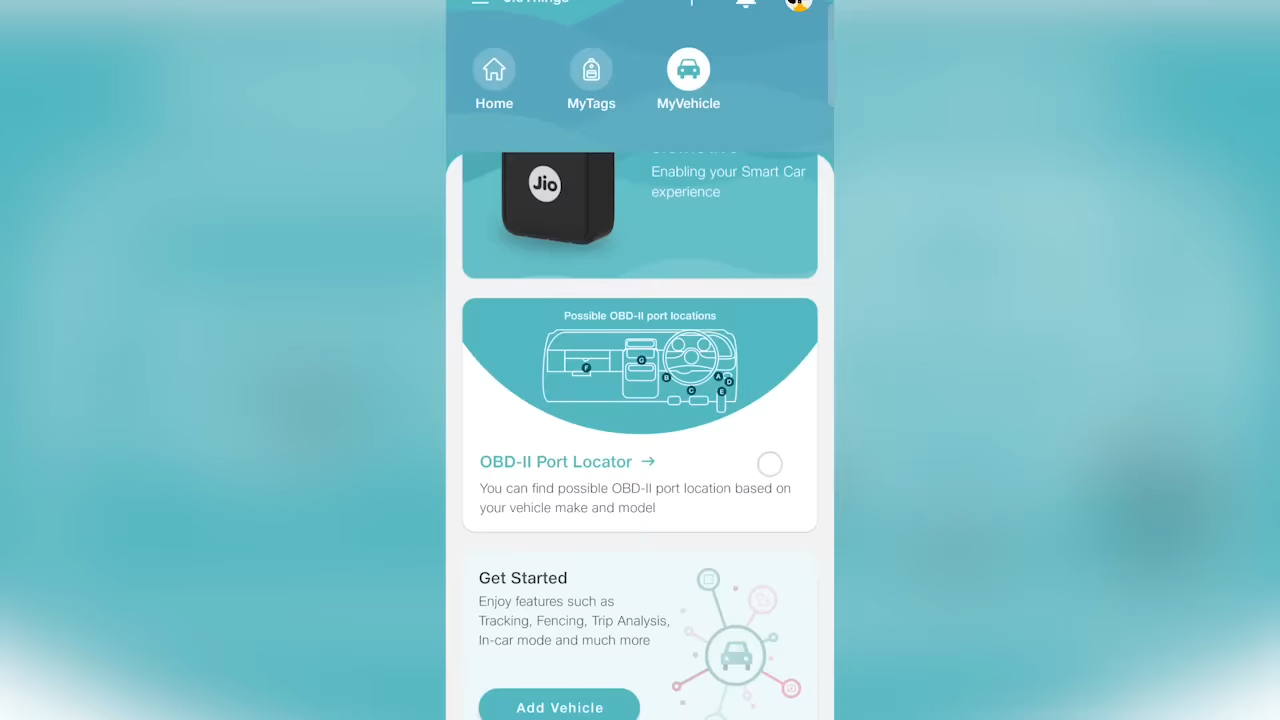 Home
MyTags
MyVehicle
Jio
Enabling your Smart Car
experience
Possible OBD-II port locations
F
G
B
C
A
D
E
OBD-II Port Locator →
You can find possible OBD-II port location based on
your vehicle make and model
Get Started
Enjoy features such as
Tracking, Fencing, Trip Analysis,
In-car mode and much more
Add Vehicle